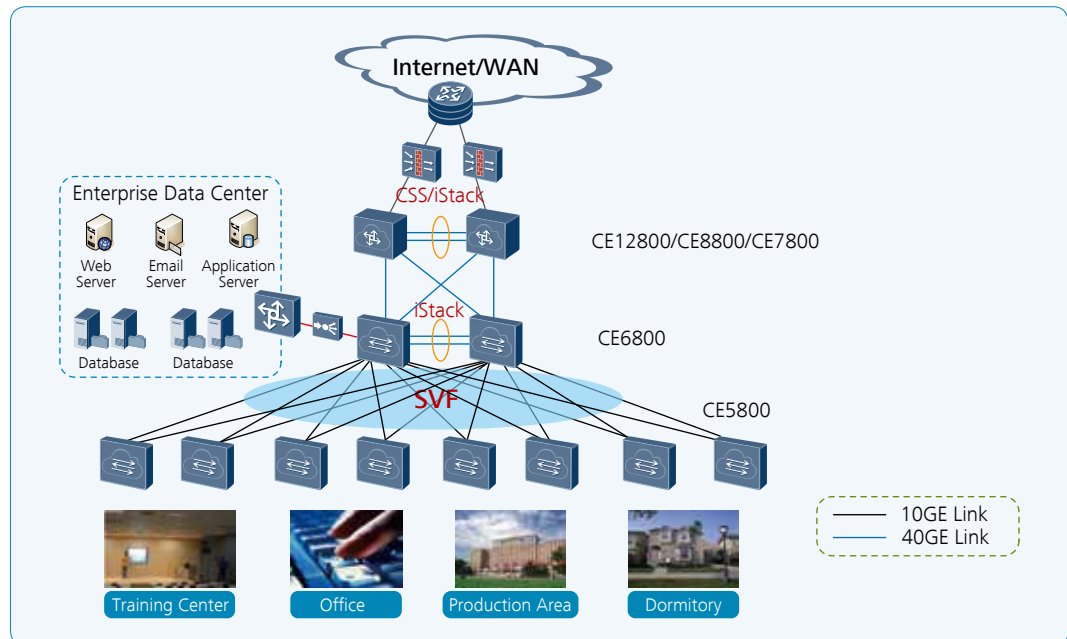 Internet/WAN
CSS/iStack
Enterprise Data Center
Web
Server
Email
Server
Application
Server
Database
Database
CE12800/CE8800/CE7800
iStack
CE6800
SVF
CE5800
10GE Link
40GE Link
Training Center
Office
Production Area
Dormitory